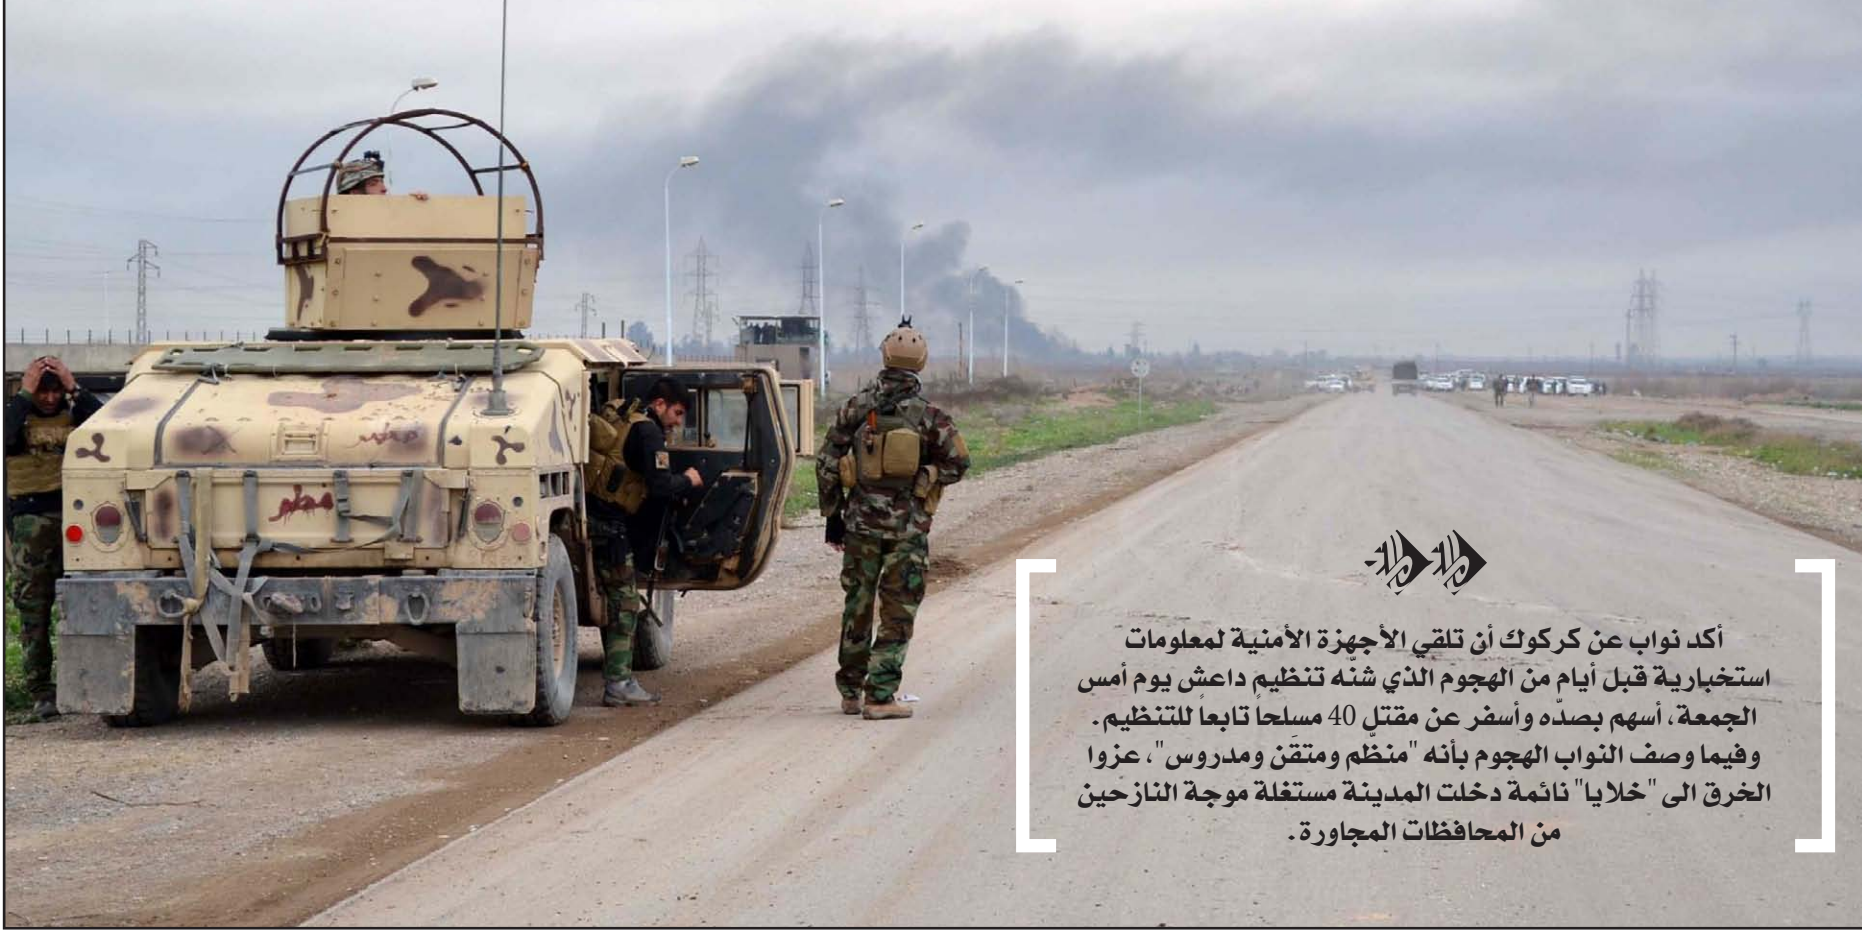 أكد نواب عن كركوك أن تلقي الأجهزة الأمنية لمعلومات
استخبارية قبل أيام من الهجوم الذي شنّه تنظيم داعش يوم أمس
الجمعة، أسهم بصدّه وأسفر عن مقتل 40 مسلحاً تابعاً للتنظيم.
وفيما وصف النواب الهجوم بأنه "منظّم ومتقن ومدروس"، عزوا
الخرق الى "خلايا" نائمة دخلت المدينة مستغلة موجة النازحين
من المحافظات المجاورة.